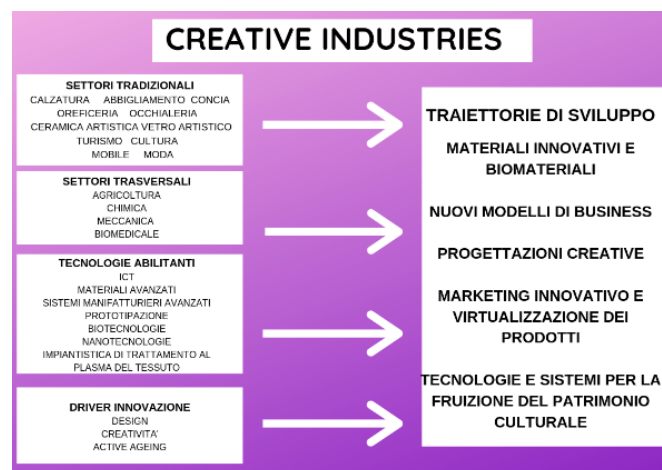 CREATIVE INDUSTRIES
SETTORI TRADIZIONALI
CALZATURA ABBIGLIAMENTO CONCIA
OREFICERIA OCCHIALERIA
CERAMICA ARTISTICA VETRO ARTISTICO
TURISMO CULTURA
MOBILE MODA
SETTORI TRASVERSALI
AGRICOLTURA
CHIMICA
MECCANICA
BIOMEDICALE
TECNOLOGIE ABILITANTI
ICT
MATERIALI AVANZATI
SISTEMI MANIFATTURIERI AVANZATI
PROTOTIPAZIONE
BIOTECNOLOGIE
NANOTECNOLOGIE
IMPIANTISTICA DI TRATTAMENTO AL
PLASMA DEL TESSUTO
DRIVER INNOVAZIONE
DESIGN
CREATIVITA'
ACTIVE AGEING
TRAIETTORIE DI SVILUPPO
MATERIALI INNOVATIVI E
BIOMATERIALI
NUOVI MODELLI DI BUSINESS
PROGETTAZIONI CREATIVE
MARKETING INNOVATIVO E
VIRTUALIZZAZIONE DEI
PRODOTTI
TECNOLOGIE E SISTEMI PER LA
FRUIZIONE DEL PATRIMONIO
CULTURALE